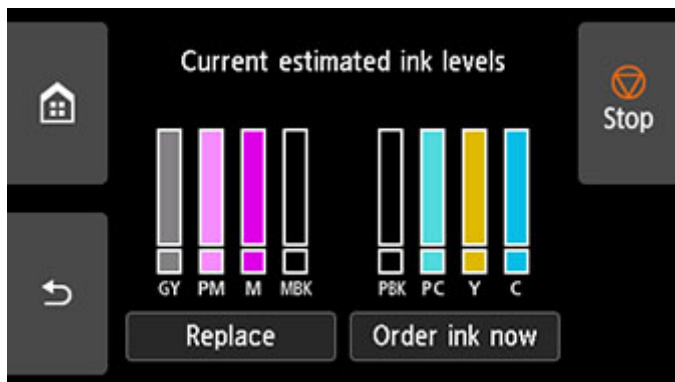 Current estimated ink levels
Stop
GY PM M MBK PBK PC Y C
Replace Order ink now